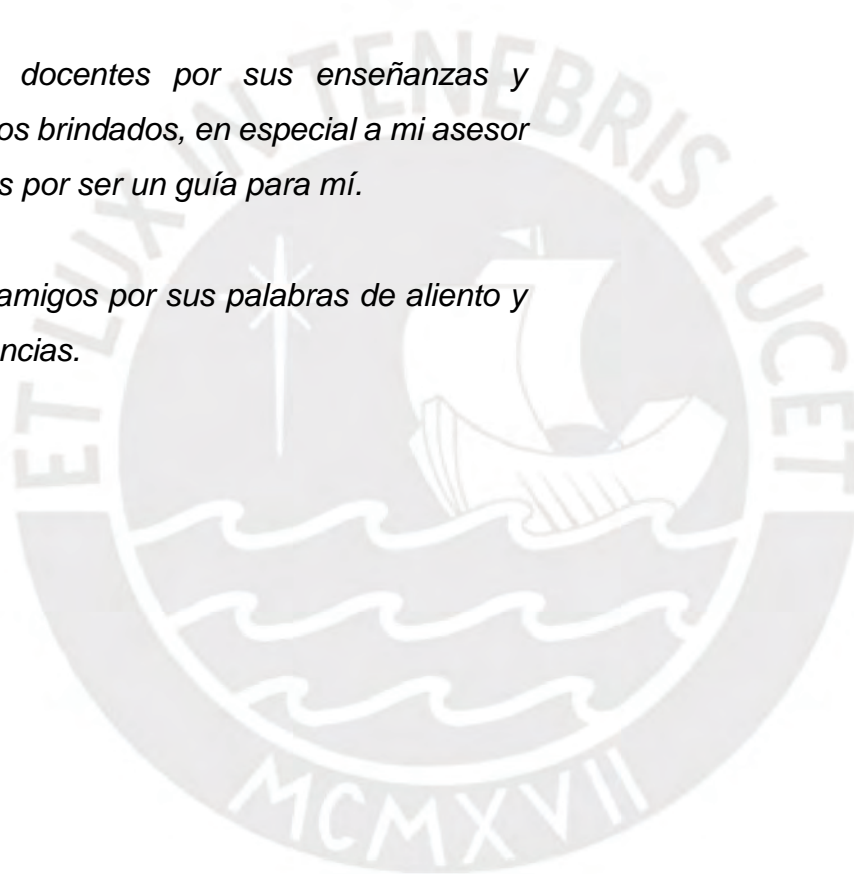 docentes por sus enseñanzas y
os brindados, en especial a mi asesor
s por ser un guía para mí.
amigos por sus palabras de aliento y
ncias.
ET LUX IN TENEBRIS LUCET
MCMXVII